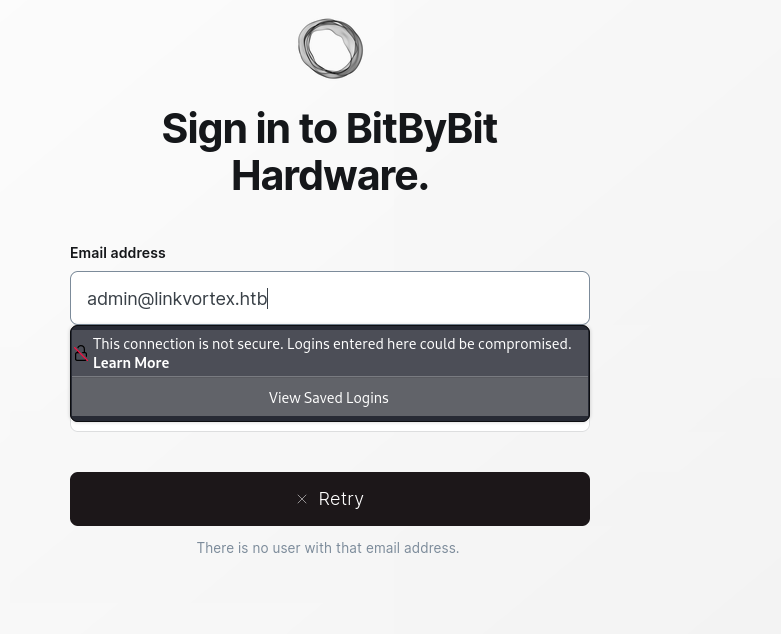 Sign in to BitByBit
Hardware.
Email address
admin@linkvortex.htb
This connection is not secure. Logins entered here could be compromised.
Learn More
View Saved Logins
Retry
There is no user with that email address.